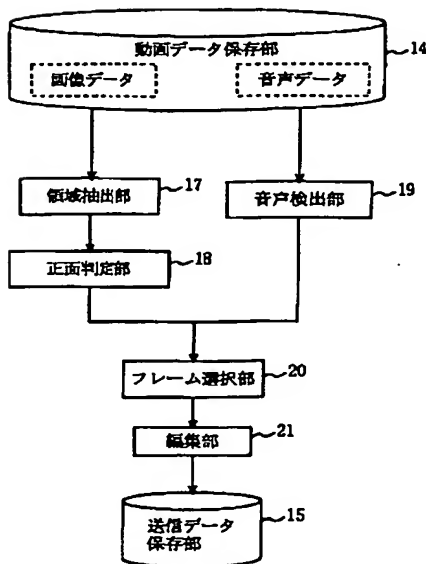 動画データ保存部
14
画像データ
音声データ
領域抽出部
17
音声検出部
19
正面判定部
18
フレーム選択部
20
編集部
21
送信データ
保存部
15